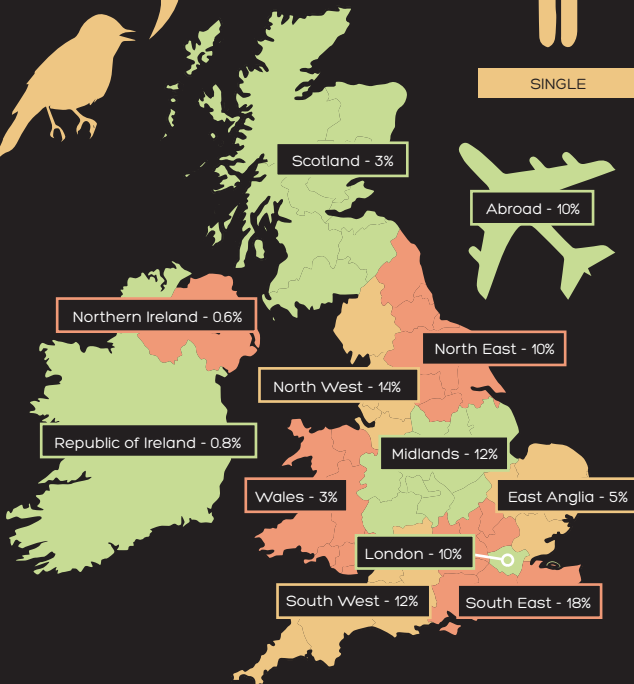 SINGLE
Scotland - 3%
Abroad - 10%
Northern Ireland - 0.6%
North East - 10%
North West - 14%
Republic of Ireland - 0.8%
Midlands - 12%
Wales - 3%
East Anglia - 5%
London - 10%
South West - 12%
South East - 18%